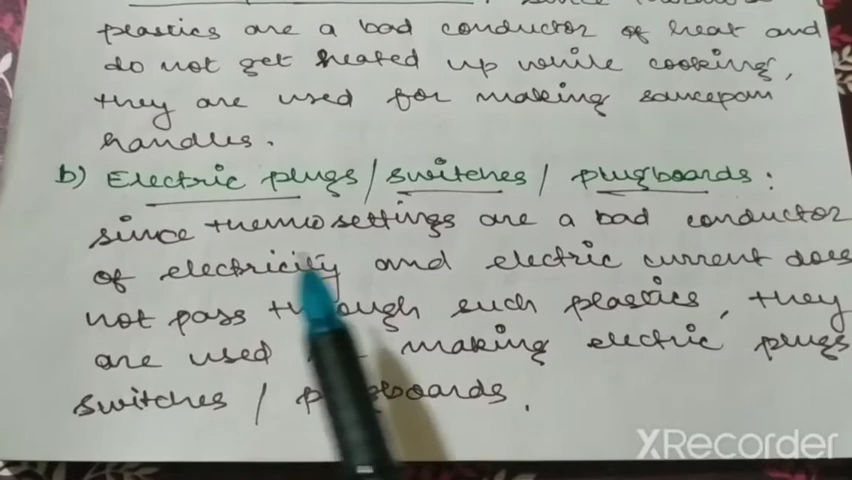 plastics are a bad conductor of heat and
do not get heated up while cooking,
they are used for making saucepan
handles.
b) Electric plugs / switches / plugboards :
since thermosettings are a bad conductor
of electricity and electric current does
not pass through such plastics, they
are used making electric plugs
switches / plugboards.
XRecorder